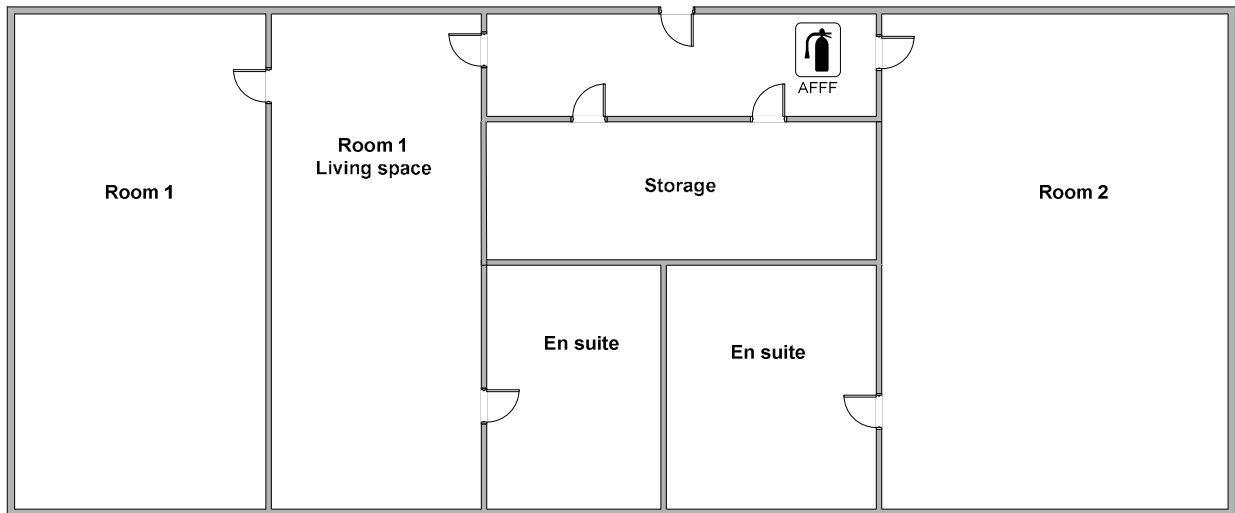 AFFF
Room 1
Living space
Room 1
Storage
Room 2
En suite
En suite